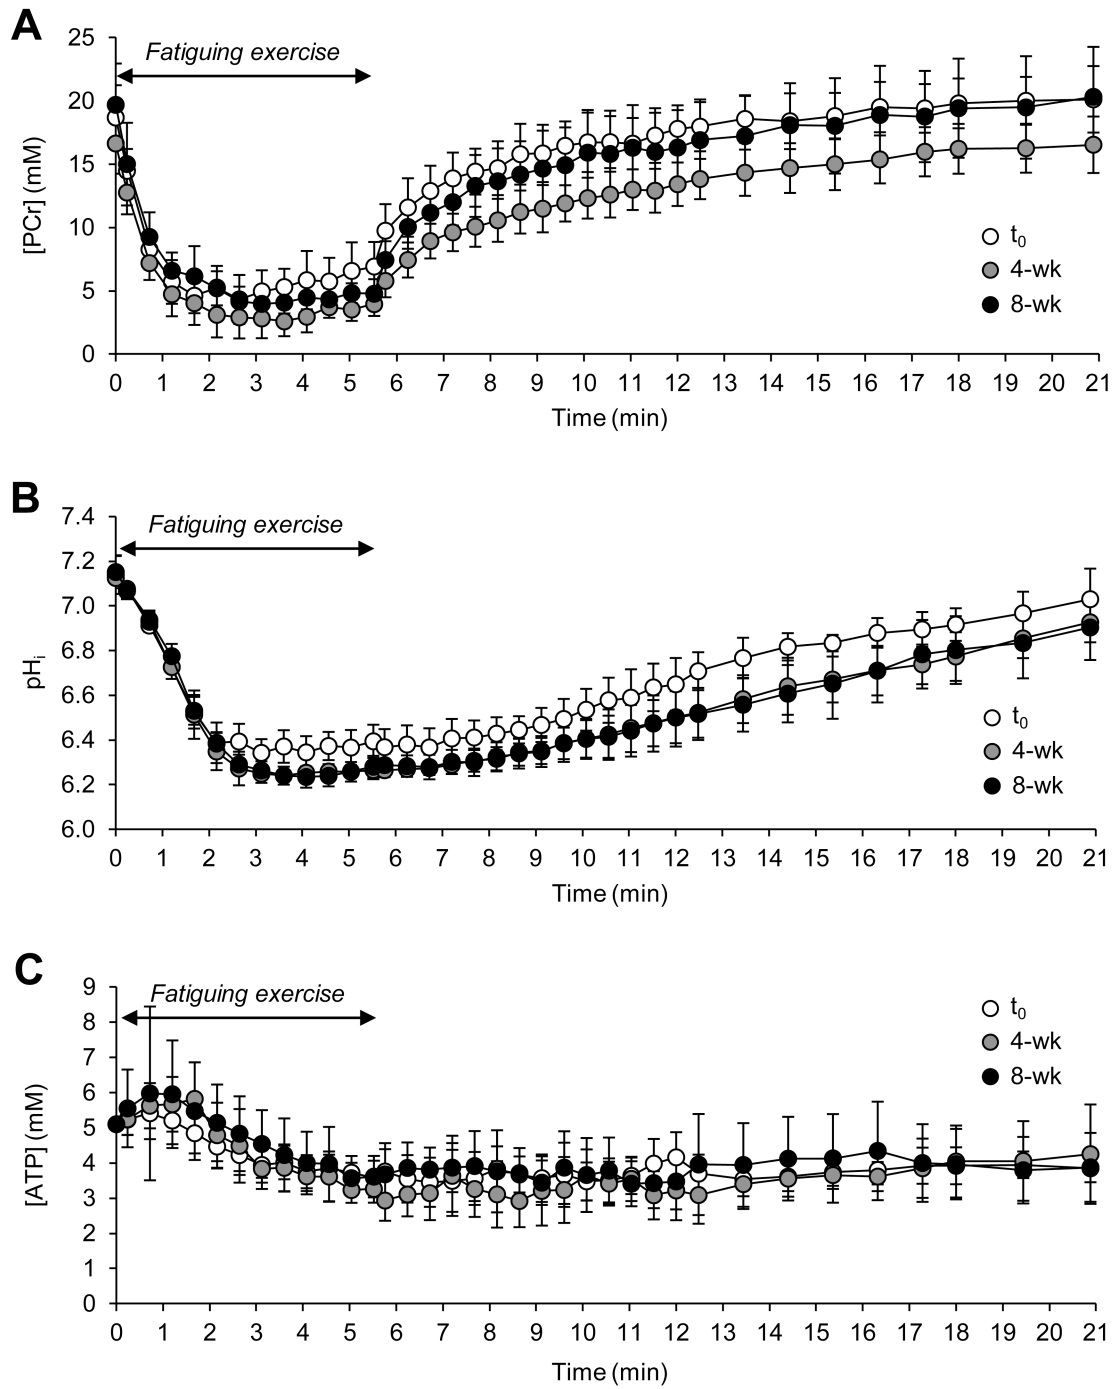 A
Fatiguing exercise
[PCr] (mM)
25
20
15
10
5
0
t0
4-wk
8-wk
0 1 2 3 4 5 6 7 8 9 10 11 12 13 14 15 16 17 18 19 20 21
Time (min)
B
Fatiguing exercise
pHi
7.4
7.2
7.0
6.8
6.6
6.4
6.2
6.0
t0
4-wk
8-wk
0 1 2 3 4 5 6 7 8 9 10 11 12 13 14 15 16 17 18 19 20 21
Time (min)
C
Fatiguing exercise
[ATP] (mM)
9
8
7
6
5
4
3
2
1
0
t0
4-wk
8-wk
0 1 2 3 4 5 6 7 8 9 10 11 12 13 14 15 16 17 18 19 20 21
Time (min)